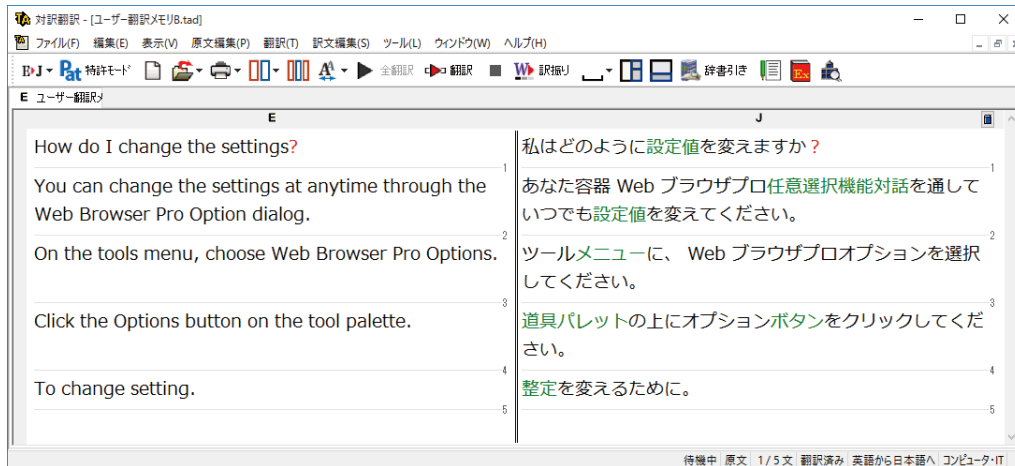 対訳翻訳 - [ユーザー翻訳メモリB.tad]
ファイル(F) 編集(E) 表示(V) 原文編集(P) 翻訳(T) 訳文編集(S) ツール(L) ウィンドウ(W) ヘルプ(H)
E▸J Pat 特許モード 全翻訳 翻訳 W 訳振り 辞書引き Ex
E ユーザー翻訳メ
E J
How do I change the settings? 私はどのように設定値を変えますか？
1 1
You can change the settings at anytime through the あなた容器 Web ブラウザプロ任意選択機能対話を通して
Web Browser Pro Option dialog. いつでも設定値を変えてください。
2 2
On the tools menu, choose Web Browser Pro Options. ツールメニューに、 Web ブラウザプロオプションを選択
してください。
3 3
Click the Options button on the tool palette. 道具パレットの上にオプションボタンをクリックしてくだ
さい。
4 4
To change setting. 整定を変えるために。
5 5
待機中 原文 1/5文 翻訳済み 英語から日本語へ コンピュータ・IT